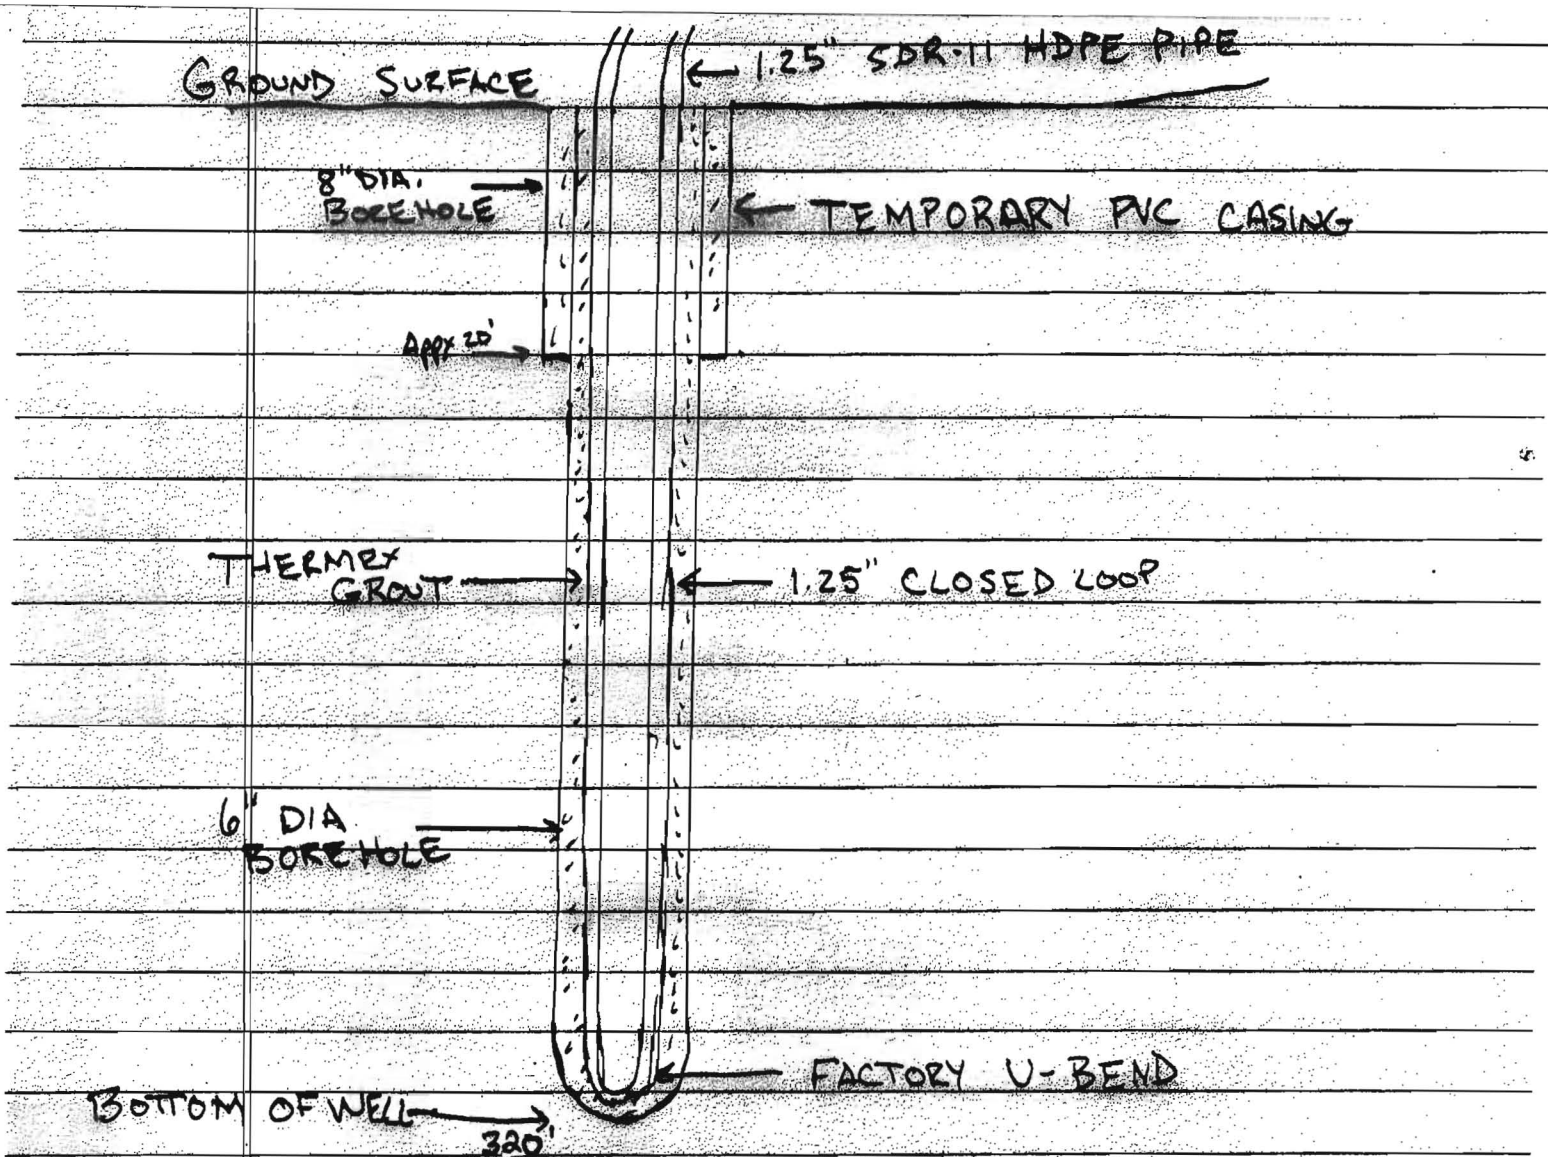 GROUND SURFACE
1.25" SDR-11 HDPE PIPE
8" DIA.
BOREHOLE
TEMPORARY PVC CASING
Appx 20'
THERMEX
GROUT
1.25" CLOSED LOOP
6" DIA
BOREHOLE
FACTORY U-BEND
BOTTOM OF WELL
320'